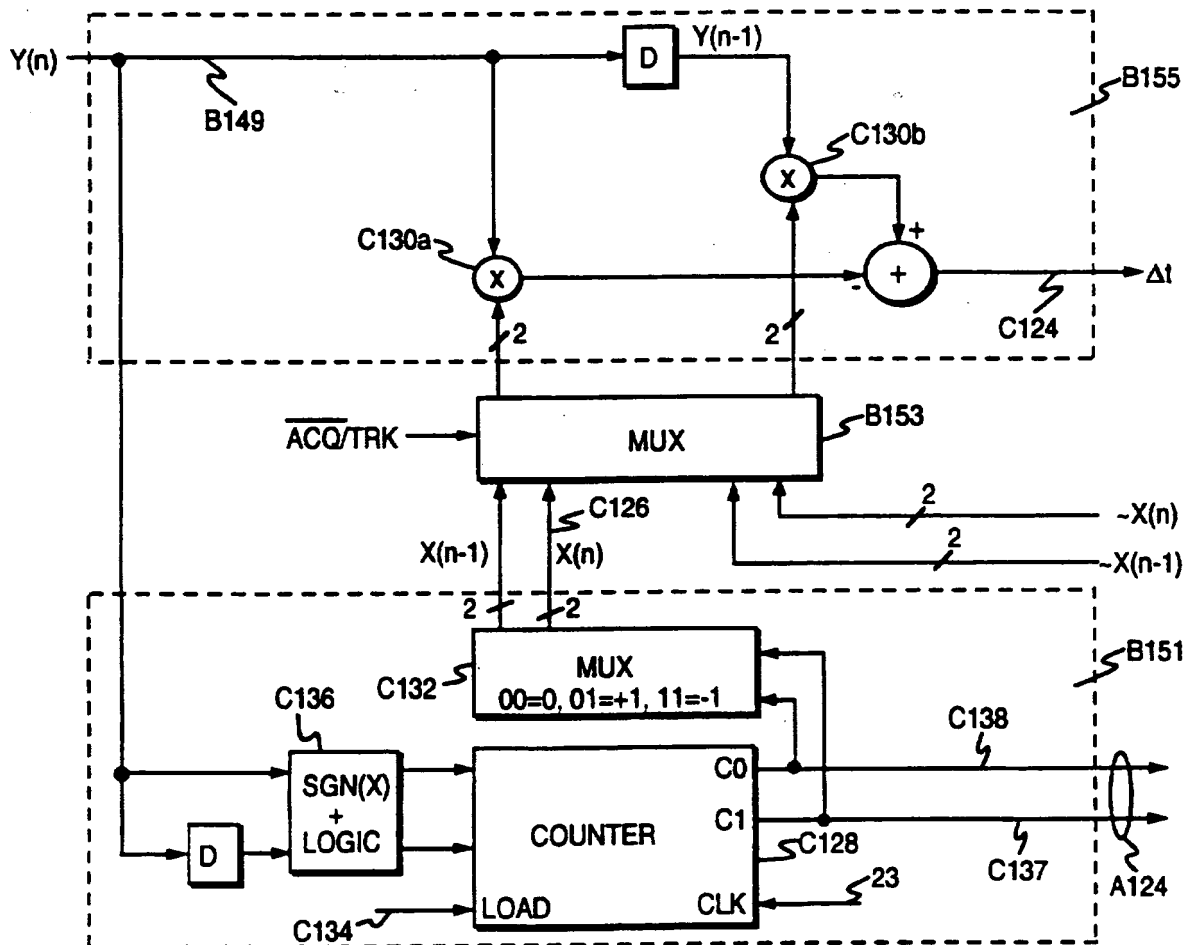 Y(n)
B149
D
Y(n-1)
B155
C130b
X
C130a
X
+
+
-
Δt
C124
2
2
ACQ/TRK
MUX
B153
C126
2
~X(n)
X(n-1)
X(n)
2
~X(n-1)
2
2
MUX
00=0, 01=+1, 11=-1
C132
B151
C136
C138
SGN(X)
+
LOGIC
C0
COUNTER
C1
D
C128
C137
A124
23
C134
LOAD
CLK